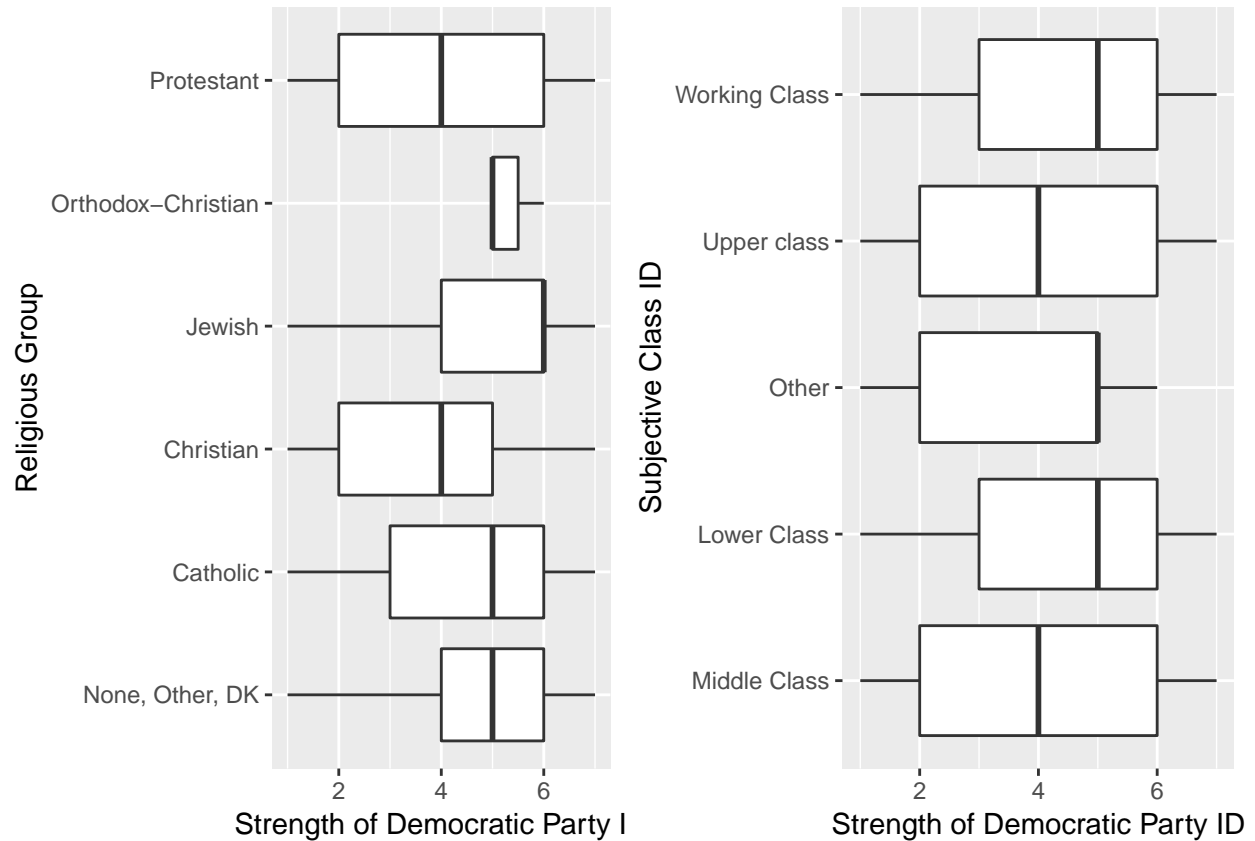 Religious Group
Protestant
Orthodox−Christian
Jewish
Christian
Catholic
None, Other, DK
2 4 6
Strength of Democratic Party I
Subjective Class ID
Working Class
Upper class
Other
Lower Class
Middle Class
2 4 6
Strength of Democratic Party ID